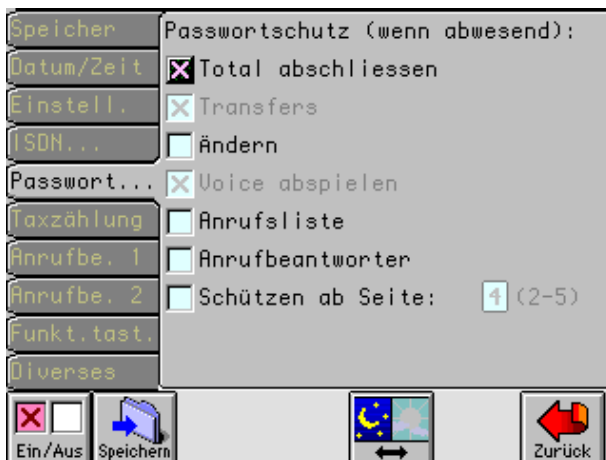 Speicher
Datum/Zeit
Einstell.
ISDN...
Passwort...
Taxzählung
Anrufbe. 1
Anrufbe. 2
Funkt.tast.
Diverses
Passwortschutz (wenn abwesend):
Total abschliessen
Transfers
Ändern
Voice abspielen
Anrufsliste
Anrufbeantworter
Schützen ab Seite: 4 (2-5)
Ein/Aus
Speichern
Zurück